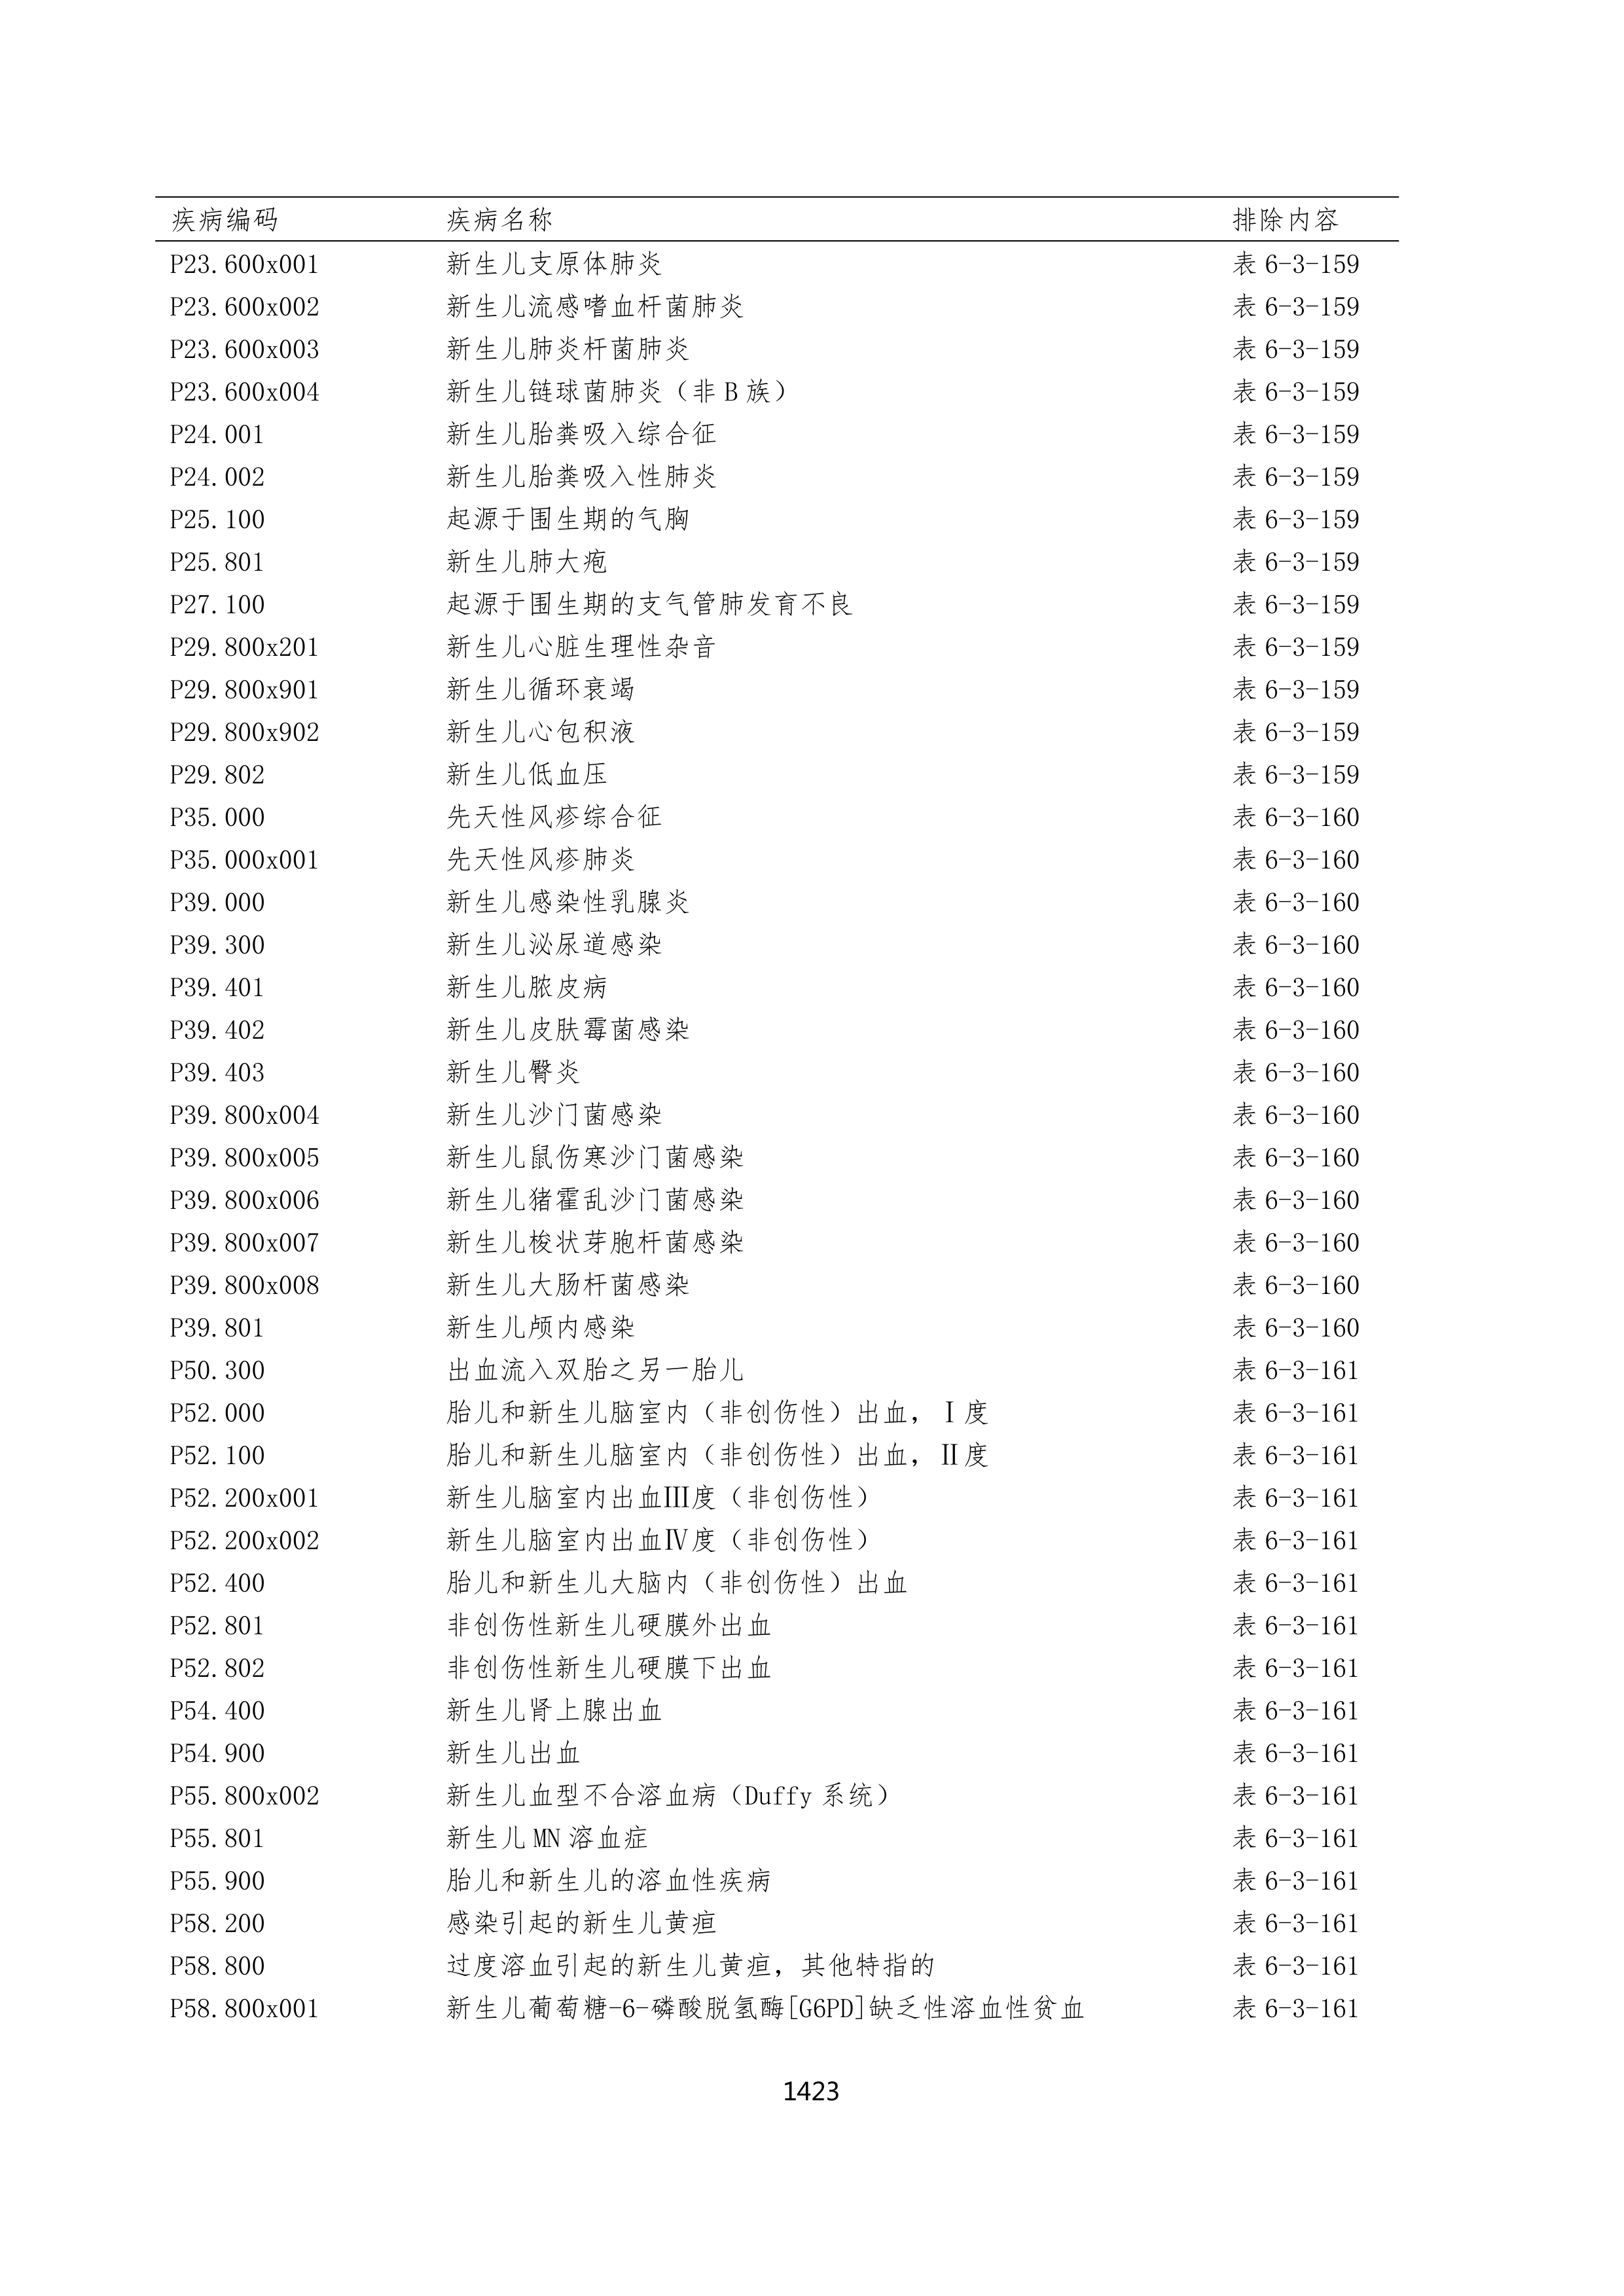 疾病编码 疾病名称 排除内容
P23.600x001 新生儿支原体肺炎 表 6-3-159
P23.600x002 新生儿流感嗜血杆菌肺炎 表 6-3-159
P23.600x003 新生儿肺炎杆菌肺炎 表 6-3-159
P23.600x004 新生儿链球菌肺炎（非 B 族） 表 6-3-159
P24.001 新生儿胎粪吸入综合征 表 6-3-159
P24.002 新生儿胎粪吸入性肺炎 表 6-3-159
P25.100 起源于围生期的气胸 表 6-3-159
P25.801 新生儿肺大疱 表 6-3-159
P27.100 起源于围生期的支气管肺发育不良 表 6-3-159
P29.800x201 新生儿心脏生理性杂音 表 6-3-159
P29.800x901 新生儿循环衰竭 表 6-3-159
P29.800x902 新生儿心包积液 表 6-3-159
P29.802 新生儿低血压 表 6-3-159
P35.000 先天性风疹综合征 表 6-3-160
P35.000x001 先天性风疹肺炎 表 6-3-160
P39.000 新生儿感染性乳腺炎 表 6-3-160
P39.300 新生儿泌尿道感染 表 6-3-160
P39.401 新生儿脓皮病 表 6-3-160
P39.402 新生儿皮肤霉菌感染 表 6-3-160
P39.403 新生儿臀炎 表 6-3-160
P39.800x004 新生儿沙门菌感染 表 6-3-160
P39.800x005 新生儿鼠伤寒沙门菌感染 表 6-3-160
P39.800x006 新生儿猪霍乱沙门菌感染 表 6-3-160
P39.800x007 新生儿梭状芽胞杆菌感染 表 6-3-160
P39.800x008 新生儿大肠杆菌感染 表 6-3-160
P39.801 新生儿颅内感染 表 6-3-160
P50.300 出血流入双胎之另一胎儿 表 6-3-161
P52.000 胎儿和新生儿脑室内（非创伤性）出血，Ⅰ度 表 6-3-161
P52.100 胎儿和新生儿脑室内（非创伤性）出血，Ⅱ度 表 6-3-161
P52.200x001 新生儿脑室内出血Ⅲ度（非创伤性） 表 6-3-161
P52.200x002 新生儿脑室内出血Ⅳ度（非创伤性） 表 6-3-161
P52.400 胎儿和新生儿大脑内（非创伤性）出血 表 6-3-161
P52.801 非创伤性新生儿硬膜外出血 表 6-3-161
P52.802 非创伤性新生儿硬膜下出血 表 6-3-161
P54.400 新生儿肾上腺出血 表 6-3-161
P54.900 新生儿出血 表 6-3-161
P55.800x002 新生儿血型不合溶血病（Duffy 系统） 表 6-3-161
P55.801 新生儿 MN 溶血症 表 6-3-161
P55.900 胎儿和新生儿的溶血性疾病 表 6-3-161
P58.200 感染引起的新生儿黄疸 表 6-3-161
P58.800 过度溶血引起的新生儿黄疸，其他特指的 表 6-3-161
P58.800x001 新生儿葡萄糖-6-磷酸脱氢酶[G6PD]缺乏性溶血性贫血 表 6-3-161
1423